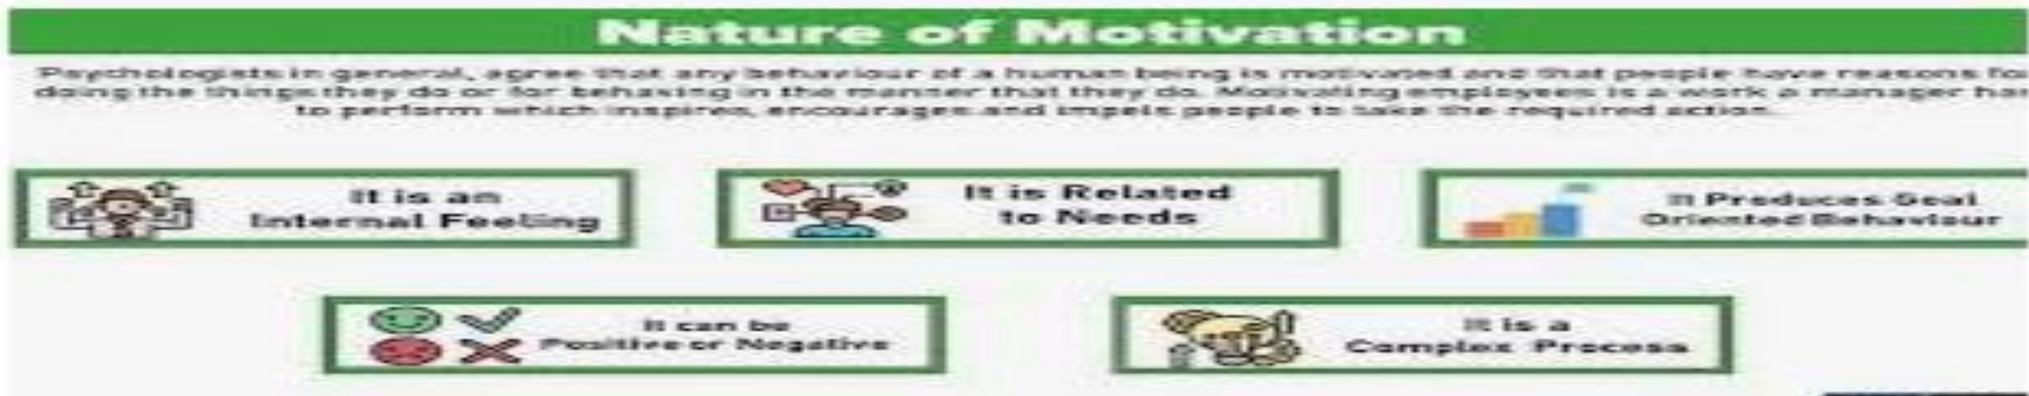 Nature of Motivation
Psychologists in general, agree that any behaviour of a human being is motivated and that people have reasons fo
doing the things they do or for behaving in the manner that they do. Motivating employees is a work a manager ha
to perform which inspires, encourages and impels people to take the required action.
It is an
Internal Feeling
It is Related
to Needs
It Produces Goal
Oriented Behaviour
It can be
Positive or Negative
It is a
Complex Process